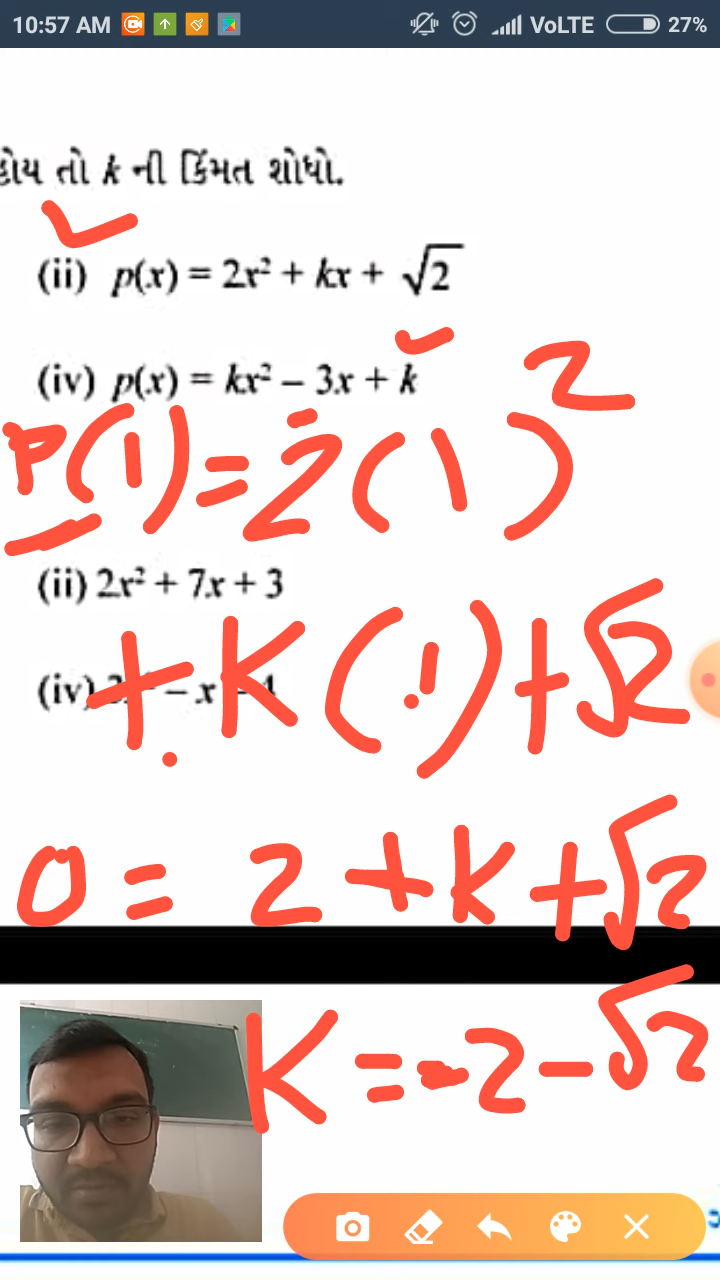 10:57 AM VoLTE 27%
હોય તો k ની કિંમત શોધો.
(ii) p(x) = 2x² + kx + √2
(iv) p(x) = kx² – 3x + k
P(1) = 2(1)²
(ii) 2x² + 7x + 3
+ K(1) + √2
(iv) – x
0 = 2 + K + √2
K = -2 - √2